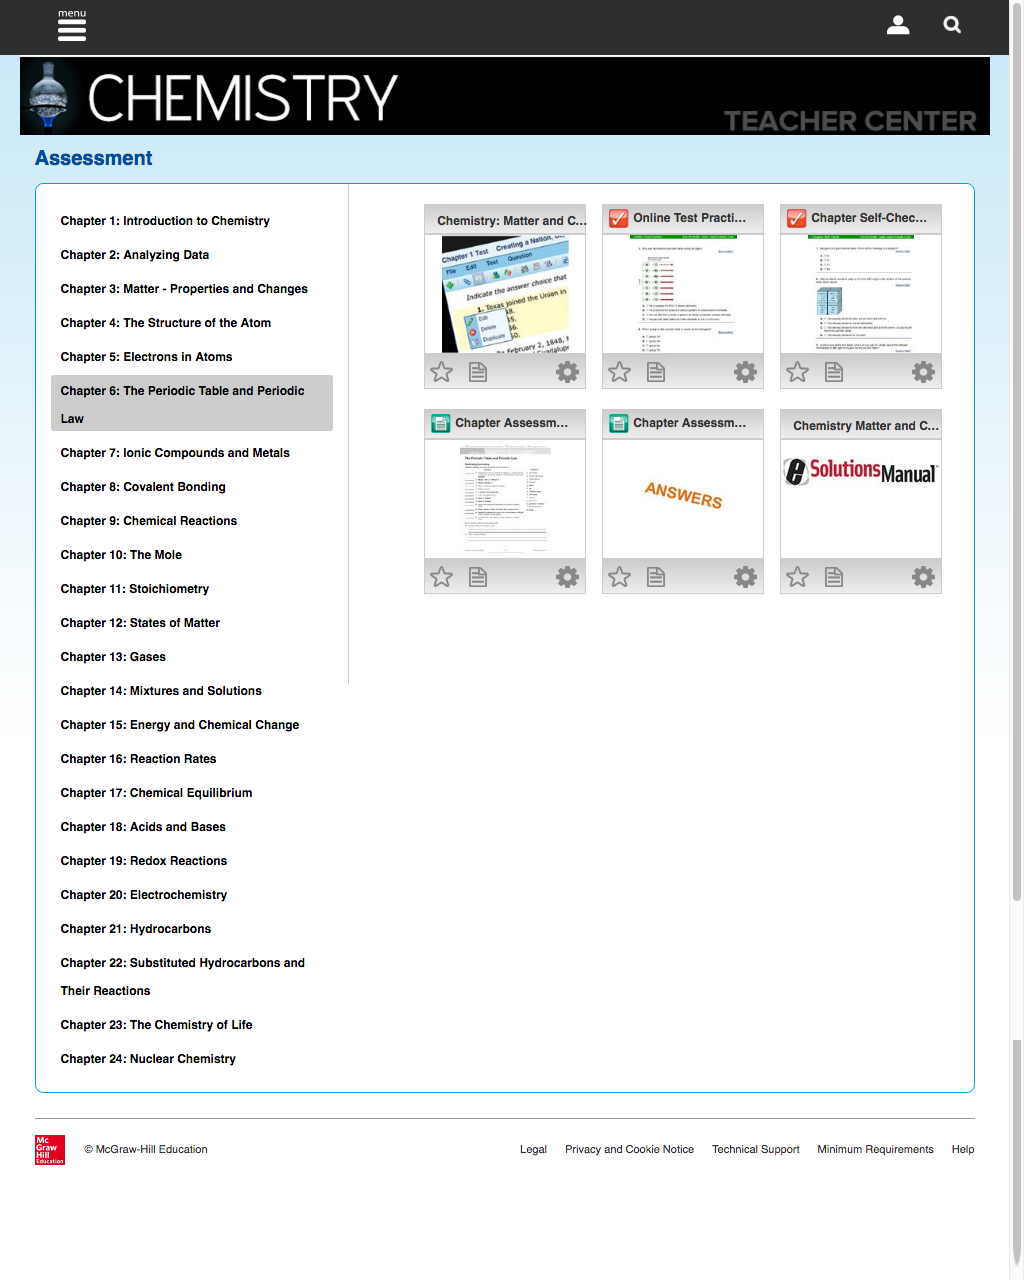 menu
CHEMISTRY
TEACHER CENTER
Assessment
Chapter 1: Introduction to Chemistry
Chapter 2: Analyzing Data
Chapter 3: Matter - Properties and Changes
Chapter 4: The Structure of the Atom
Chapter 5: Electrons in Atoms
Chapter 6: The Periodic Table and Periodic
Law
Chapter 7: Ionic Compounds and Metals
Chapter 8: Covalent Bonding
Chapter 9: Chemical Reactions
Chapter 10: The Mole
Chapter 11: Stoichiometry
Chapter 12: States of Matter
Chapter 13: Gases
Chapter 14: Mixtures and Solutions
Chapter 15: Energy and Chemical Change
Chapter 16: Reaction Rates
Chapter 17: Chemical Equilibrium
Chapter 18: Acids and Bases
Chapter 19: Redox Reactions
Chapter 20: Electrochemistry
Chapter 21: Hydrocarbons
Chapter 22: Substituted Hydrocarbons and
Their Reactions
Chapter 23: The Chemistry of Life
Chapter 24: Nuclear Chemistry
Chemistry: Matter and C...
Chapter 1 Test Creating a Nation,
File Edit Test Question
Indicate the answer choice that
1. Texas joined the Union in
Edit
Delete
Duplicate
February 2, 1848,
Online Test Practi...
Chapter Self-Chec...
Chapter Assessm...
The Periodic Table and Periodic Law
Chapter Assessm...
ANSWERS
Chemistry Matter and C...
eSolutions Manual
Mc
Graw
Hill
Education
© McGraw-Hill Education
Legal
Privacy and Cookie Notice
Technical Support
Minimum Requirements
Help